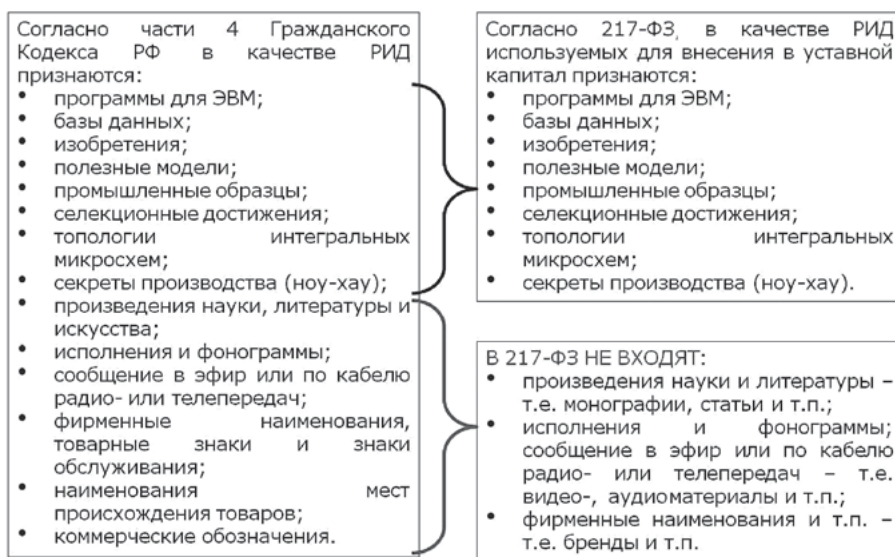 Согласно части 4 Гражданского
Кодекса РФ в качестве РИД
признаются:
• программы для ЭВМ;
• базы данных;
• изобретения;
• полезные модели;
• промышленные образцы;
• селекционные достижения;
• топологии интегральных
микросхем;
• секреты производства (ноу-хау);
• произведения науки, литературы и
искусства;
• исполнения и фонограммы;
• сообщение в эфир или по кабелю
радио- или телепередач;
• фирменные наименования,
товарные знаки и знаки
обслуживания;
• наименования мест
происхождения товаров;
• коммерческие обозначения.
Согласно 217-ФЗ, в качестве РИД
используемых для внесения в уставной
капитал признаются:
• программы для ЭВМ;
• базы данных;
• изобретения;
• полезные модели;
• промышленные образцы;
• селекционные достижения;
• топологии интегральных
микросхем;
• секреты производства (ноу-хау).
В 217-ФЗ НЕ ВХОДЯТ:
• произведения науки и литературы –
т.е. монографии, статьи и т.п.;
• исполнения и фонограммы;
сообщение в эфир или по кабелю
радио- или телепередач – т.е.
видео-, аудиоматериалы и т.п.;
• фирменные наименования и т.п. –
т.е. бренды и т.п.